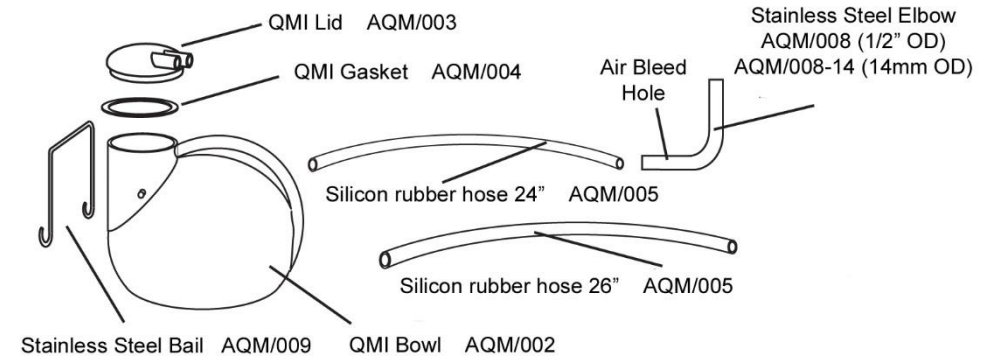 QMI Lid AQM/003
QMI Gasket AQM/004
Air Bleed
Hole
Stainless Steel Elbow
AQM/008 (1/2” OD)
AQM/008-14 (14mm OD)
Silicon rubber hose 24” AQM/005
Silicon rubber hose 26” AQM/005
Stainless Steel Bail AQM/009
QMI Bowl AQM/002